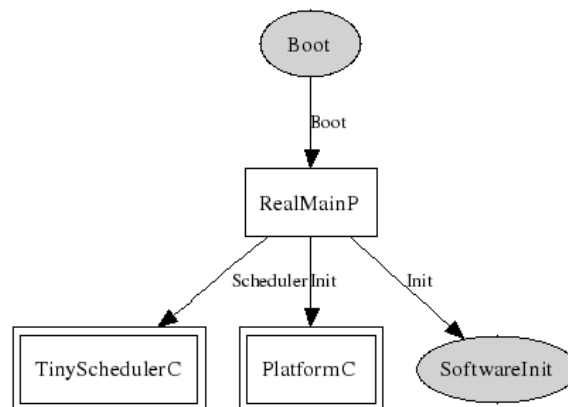 Boot
Boot
RealMainP
Scheduler Init Init
TinySchedulerC PlatformC SoftwareInit